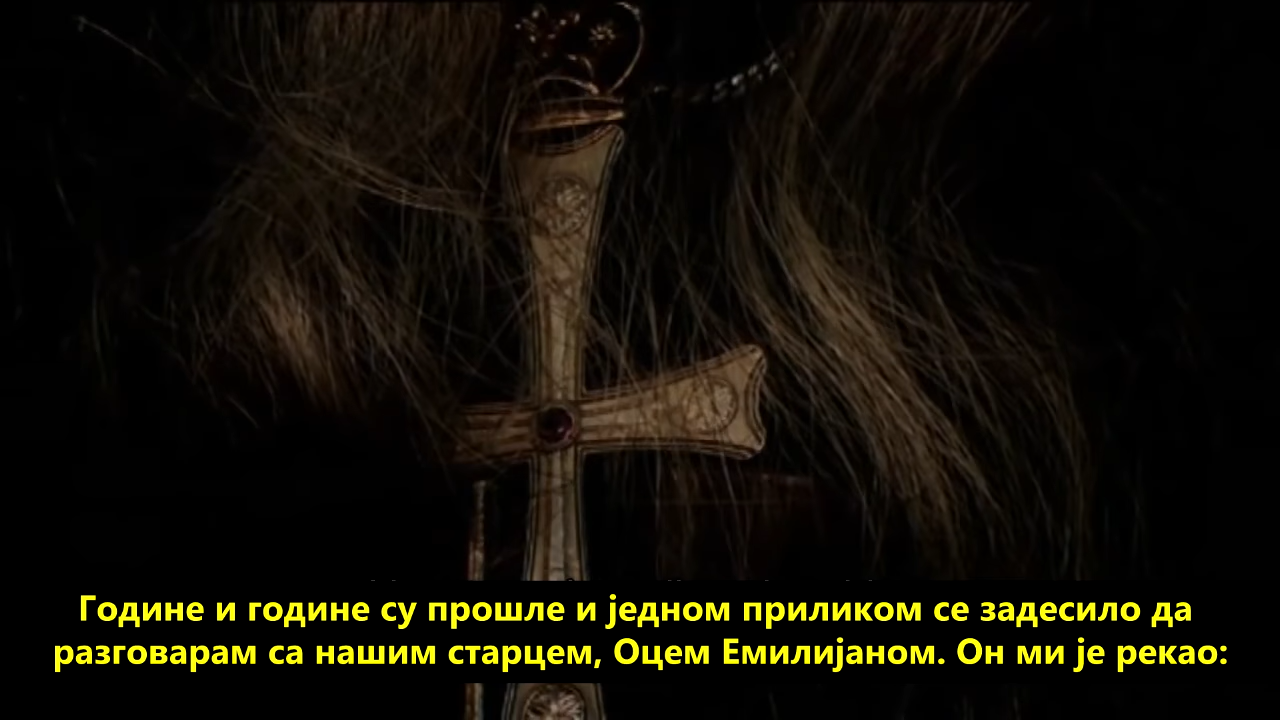 Године и године су прошле и једном приликом се задесило да
разговарам са нашим старцем, Оцем Емилијаном. Он ми је рекао: